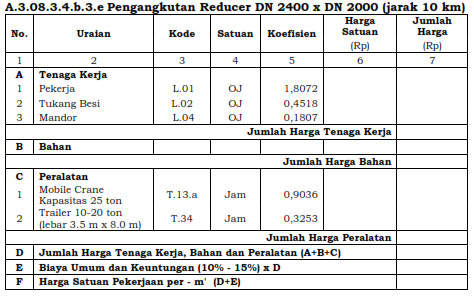 A.3.08.3.4.b.3.e Pengangkutan Reducer DN 2400 x DN 2000 (jarak 10 km)
No. Uraian Kode Satuan Koefisien Harga Satuan (Rp) Jumlah Harga (Rp)
1 2 3 4 5 6 7
A Tenaga Kerja
1 Pekerja L.01 OJ 1,8072
2 Tukang Besi L.02 OJ 0,4518
3 Mandor L.04 OJ 0,1807
Jumlah Harga Tenaga Kerja
B Bahan
Jumlah Harga Bahan
C Peralatan
1 Mobile Crane Kapasitas 25 ton T.13.a Jam 0,9036
2 Trailer 10-20 ton (lebar 3.5 m x 8.0 m) T.34 Jam 0,3253
Jumlah Harga Peralatan
D Jumlah Harga Tenaga Kerja, Bahan dan Peralatan (A+B+C)
E Biaya Umum dan Keuntungan (10% - 15%) x D
F Harga Satuan Pekerjaan per - m' (D+E)